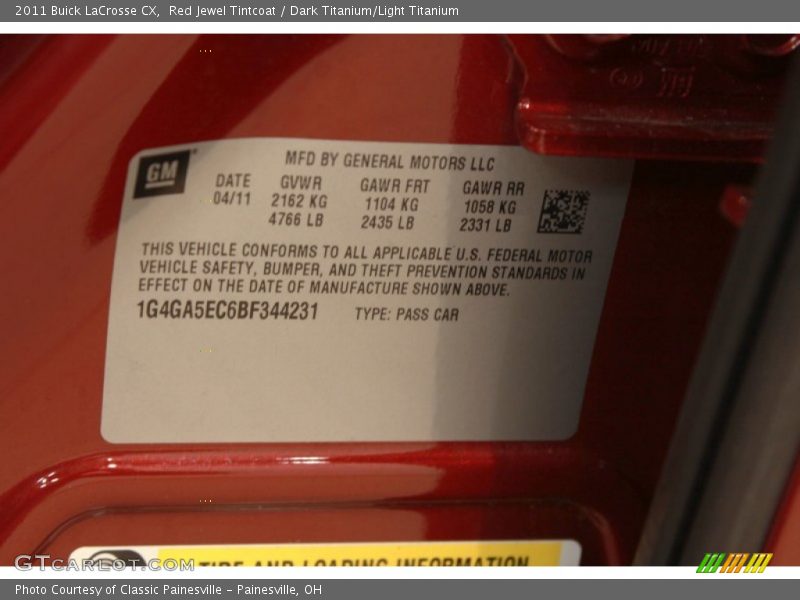 2011 Buick LaCrosse CX, Red Jewel Tintcoat / Dark Titanium/Light Titanium
GM
MFD BY GENERAL MOTORS LLC
DATE GVWR GAWR FRT GAWR RR
04/11 2162 KG 1104 KG 1058 KG
4766 LB 2435 LB 2331 LB
THIS VEHICLE CONFORMS TO ALL APPLICABLE U.S. FEDERAL MOTOR
VEHICLE SAFETY, BUMPER, AND THEFT PREVENTION STANDARDS IN
EFFECT ON THE DATE OF MANUFACTURE SHOWN ABOVE.
1G4GA5EC6BF344231 TYPE: PASS CAR
TIRE AND LOADING INFORMATION
GTCARLOT.COM
Photo Courtesy of Classic Painesville - Painesville, OH